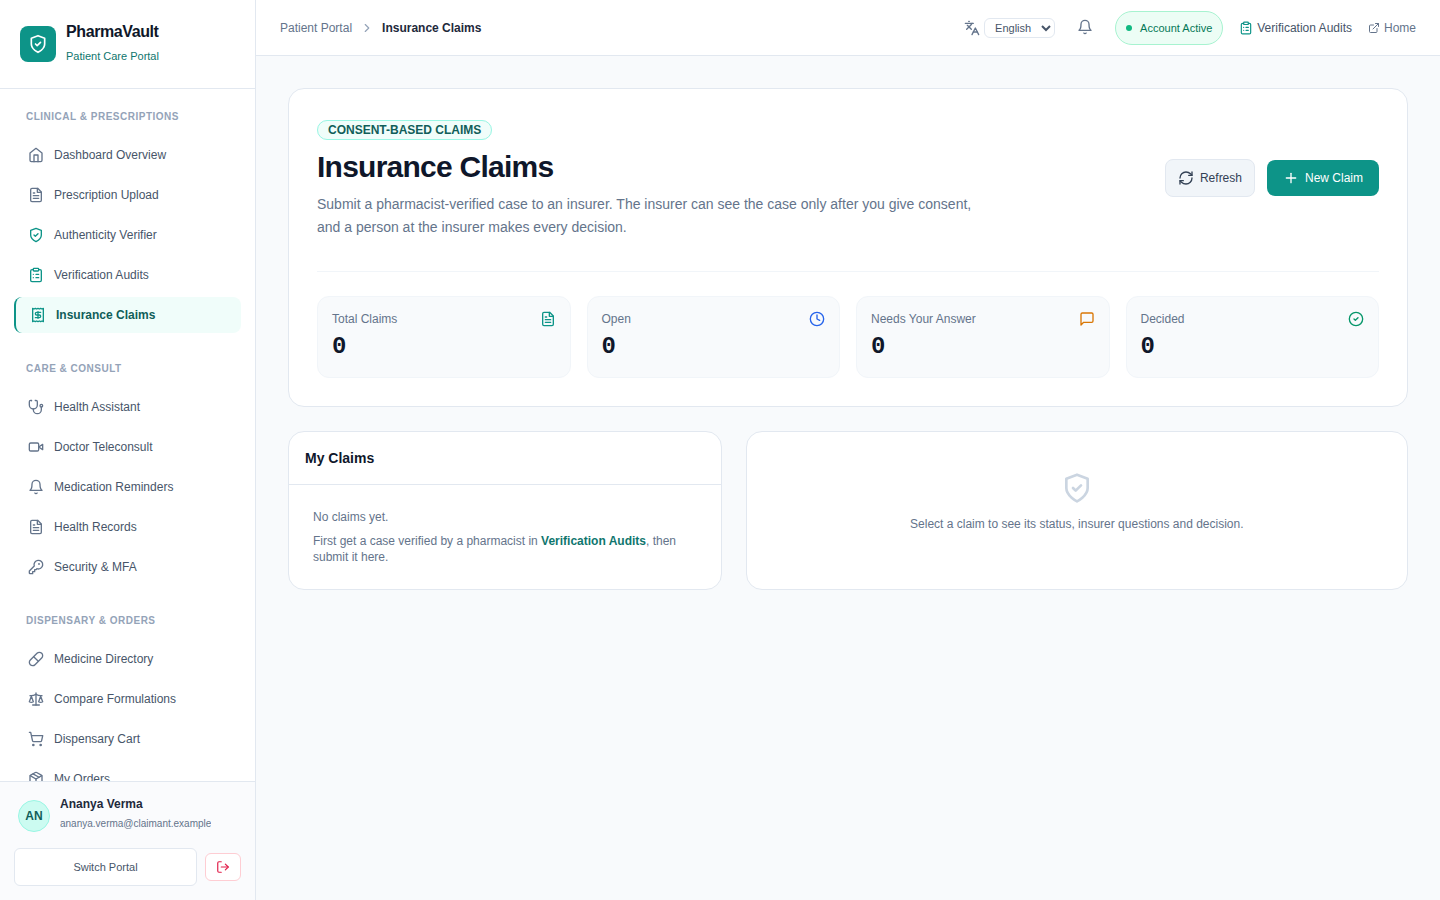 PharmaVault
Patient Care Portal
CLINICAL & PRESCRIPTIONS
Dashboard Overview
Prescription Upload
Authenticity Verifier
Verification Audits
Insurance Claims
CARE & CONSULT
Health Assistant
Doctor Teleconsult
Medication Reminders
Health Records
Security & MFA
DISPENSARY & ORDERS
Medicine Directory
Compare Formulations
Dispensary Cart
My Orders
AN
Ananya Verma
ananya.verma@claimant.example
Switch Portal
Patient Portal
Insurance Claims
English
Account Active
Verification Audits
Home
CONSENT-BASED CLAIMS
Insurance Claims
Submit a pharmacist-verified case to an insurer. The insurer can see the case only after you give consent,
and a person at the insurer makes every decision.
Refresh
New Claim
Total Claims
0
Open
0
Needs Your Answer
0
Decided
0
My Claims
No claims yet.
First get a case verified by a pharmacist in Verification Audits, then
submit it here.
Select a claim to see its status, insurer questions and decision.